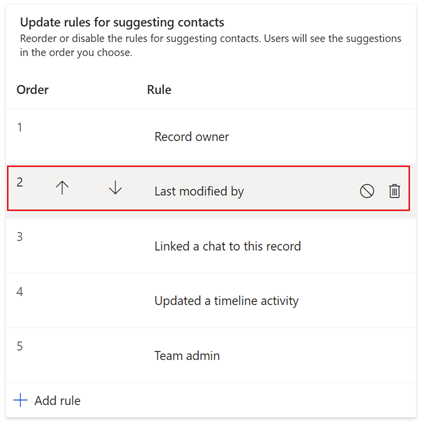 Update rules for suggesting contacts
Reorder or disable the rules for suggesting contacts. Users will see the suggestions
in the order you choose.
Order Rule
1 Record owner
2 Last modified by
3 Linked a chat to this record
4 Updated a timeline activity
5 Team admin
Add rule